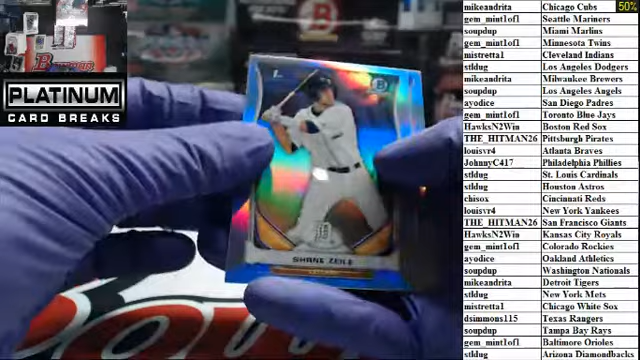 mikeandrita Chicago Cubs 50%
gem_mint1of1 Seattle Mariners
soupdup Miami Marlins
gem_mint1of1 Minnesota Twins
mistretta1 Cleveland Indians
stldug Los Angeles Dodgers
mikeandrita Milwaukee Brewers
soupdup Los Angeles Angels
ayodice San Diego Padres
gem_mint1of1 Toronto Blue Jays
HawksN2Win Boston Red Sox
THE_HITMAN26 Pittsburgh Pirates
louisvr4 Atlanta Braves
JohnnyC417 Philadelphia Phillies
stldug St. Louis Cardinals
stldug Houston Astros
chisox Cincinnati Reds
louisvr4 New York Yankees
THE_HITMAN26 San Francisco Giants
HawksN2Win Kansas City Royals
gem_mint1of1 Colorado Rockies
ayodice Oakland Athletics
soupdup Washington Nationals
mikeandrita Detroit Tigers
stldug New York Mets
mistretta1 Chicago White Sox
dsimmons115 Texas Rangers
soupdup Tampa Bay Rays
gem_mint1of1 Baltimore Orioles
stldug Arizona Diamondbacks
PLATINUM
CARD BREAKS
SHANE ZEILE